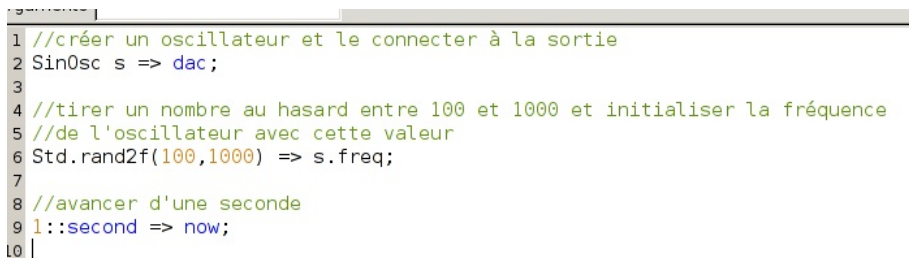 1 //créer un oscillateur et le connecter à la sortie
2 SinOsc s => dac;
3
4 //tirer un nombre au hasard entre 100 et 1000 et initialiser la fréquence
5 //de l'oscillateur avec cette valeur
6 Std.rand2f(100,1000) => s.freq;
7
8 //avancer d'une seconde
9 1::second => now;
10